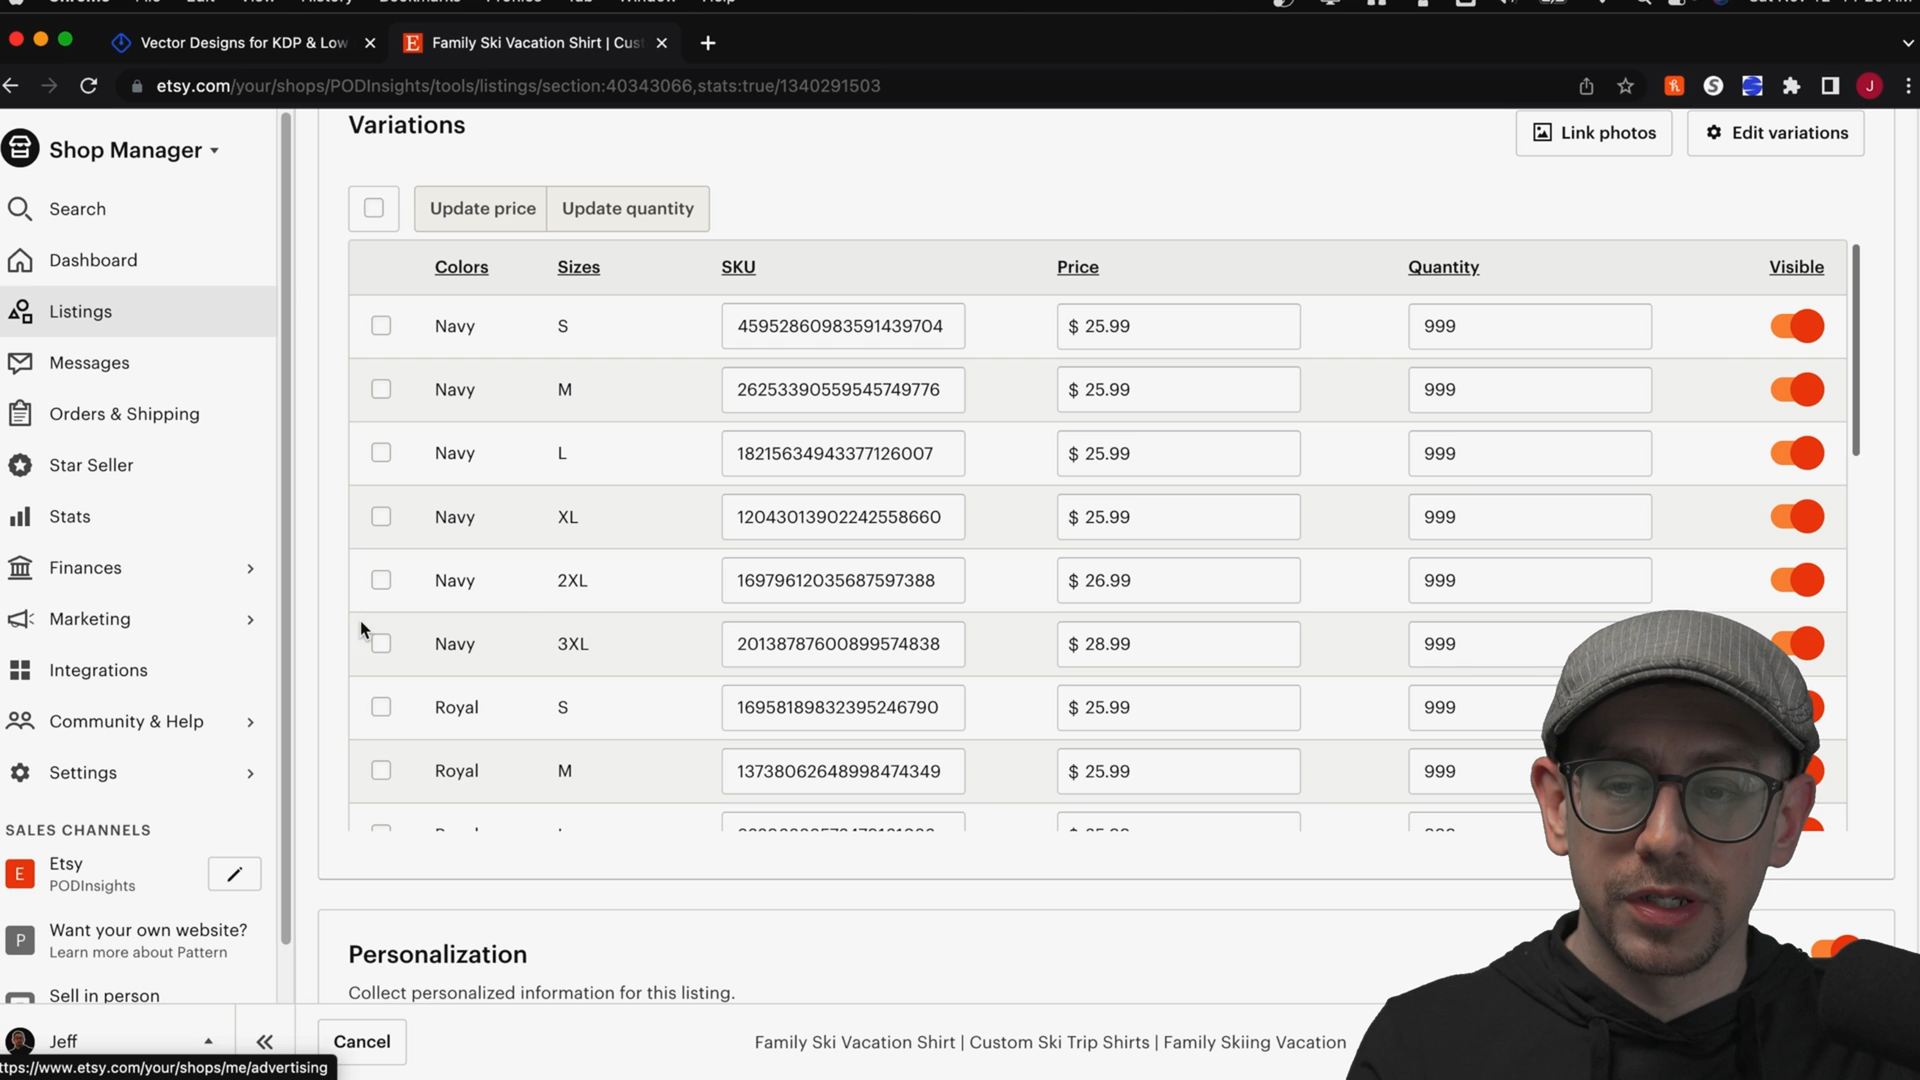 Vector Designs for KDP & Low
Family Ski Vacation Shirt | Cus
etsy.com/your/shops/PODInsights/tools/listings/section:40343066,stats:true/1340291503
J
Shop Manager
Search
Dashboard
Listings
Messages
Orders & Shipping
Star Seller
Stats
Finances
Marketing
Integrations
Community & Help
Settings
SALES CHANNELS
E
Etsy
PODInsights
P
Want your own website?
Learn more about Pattern
Sell in person
Jeff
https://www.etsy.com/your/shops/me/advertising
Variations
Link photos
Edit variations
Update price Update quantity
Colors Sizes SKU Price Quantity Visible
Navy S 45952860983591439704 $ 25.99 999
Navy M 26253390559545749776 $ 25.99 999
Navy L 18215634943377126007 $ 25.99 999
Navy XL 12043013902242558660 $ 25.99 999
Navy 2XL 16979612035687597388 $ 26.99 999
Navy 3XL 20138787600899574838 $ 28.99 999
Royal S 16958189832395246790 $ 25.99 999
Royal M 13738062648998474349 $ 25.99 999
Personalization
Collect personalized information for this listing.
Cancel
Family Ski Vacation Shirt | Custom Ski Trip Shirts | Family Skiing Vacation